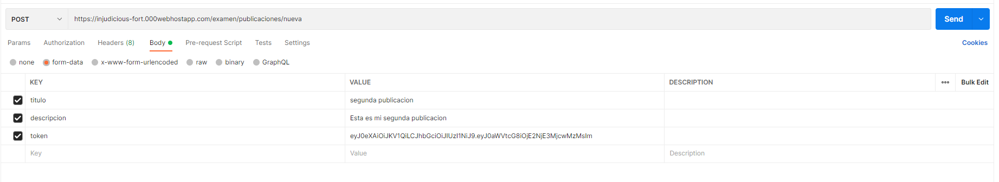 POST https://injudicious-fort.000webhostapp.com/examen/publicaciones/nueva Send
Params Authorization Headers (8) Body Pre-request Script Tests Settings Cookies
none form-data x-www-form-urlencoded raw binary GraphQL
KEY VALUE DESCRIPTION ooo Bulk Edit
titulo segunda publicacion
descripcion Esta es mi segunda publicacion
token eyJ0eXAiOiJKV1QiLCJhbGciOiJIUzI1NiJ9.eyJ0aWVtcG8iOjE2NjE3MjcwMzMsIm
Key Value Description